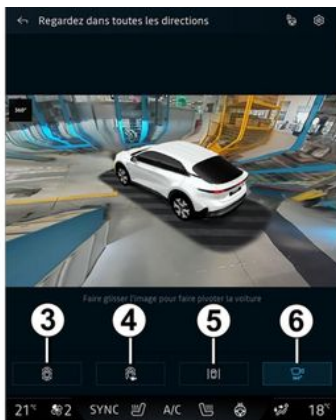 Regardez dans toutes les directions
360°
Faire glisser l'image pour faire pivoter la voiture
3 4 5 6
21° 2 SYNC A/C 18°